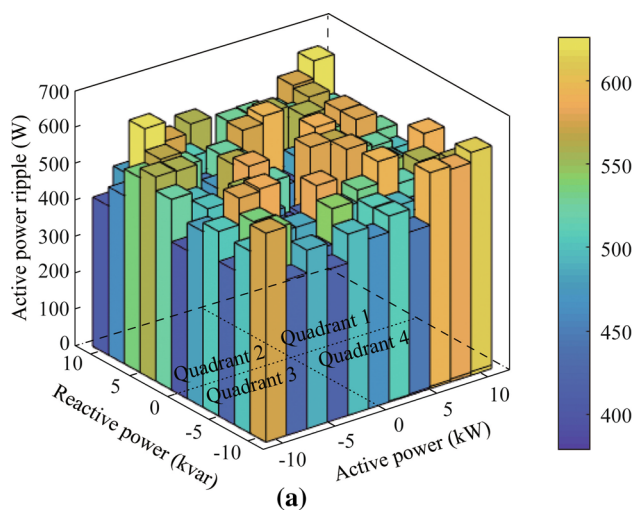 Active power ripple (W)
700
600
500
400
300
200
100
0
10
5
0
-5
-10
Reactive power (kvar)
-10
-5
0
5
10
Active power (kW)
Quadrant 1
Quadrant 2
Quadrant 3
Quadrant 4
600
550
500
450
400
(a)